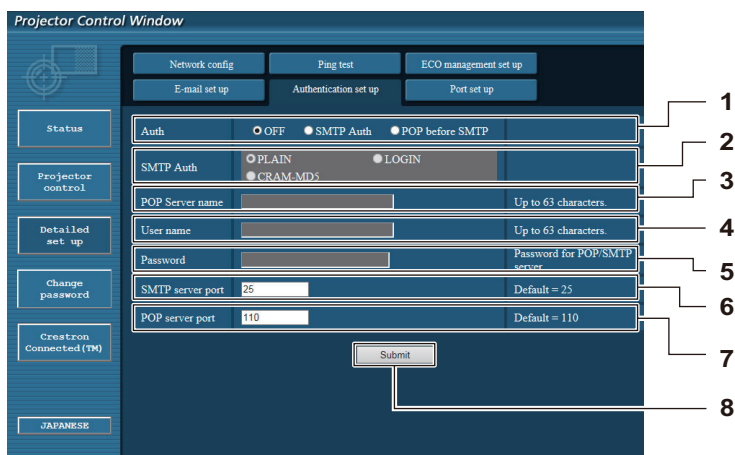 Projector Control Window
Network config Ping test ECO management set up
E-mail set up Authentication set up Port set up
Status
Projector control
Detailed set up
Change password
Crestron Connected(TM)
JAPANESE
Auth OFF SMTP Auth POP before SMTP
SMTP Auth PLAIN LOGIN
CRAM-MD5
POP Server name Up to 63 characters.
User name Up to 63 characters.
Password Password for POP/SMTP server
SMTP server port 25 Default = 25
POP server port 110 Default = 110
Submit
1
2
3
4
5
6
7
8